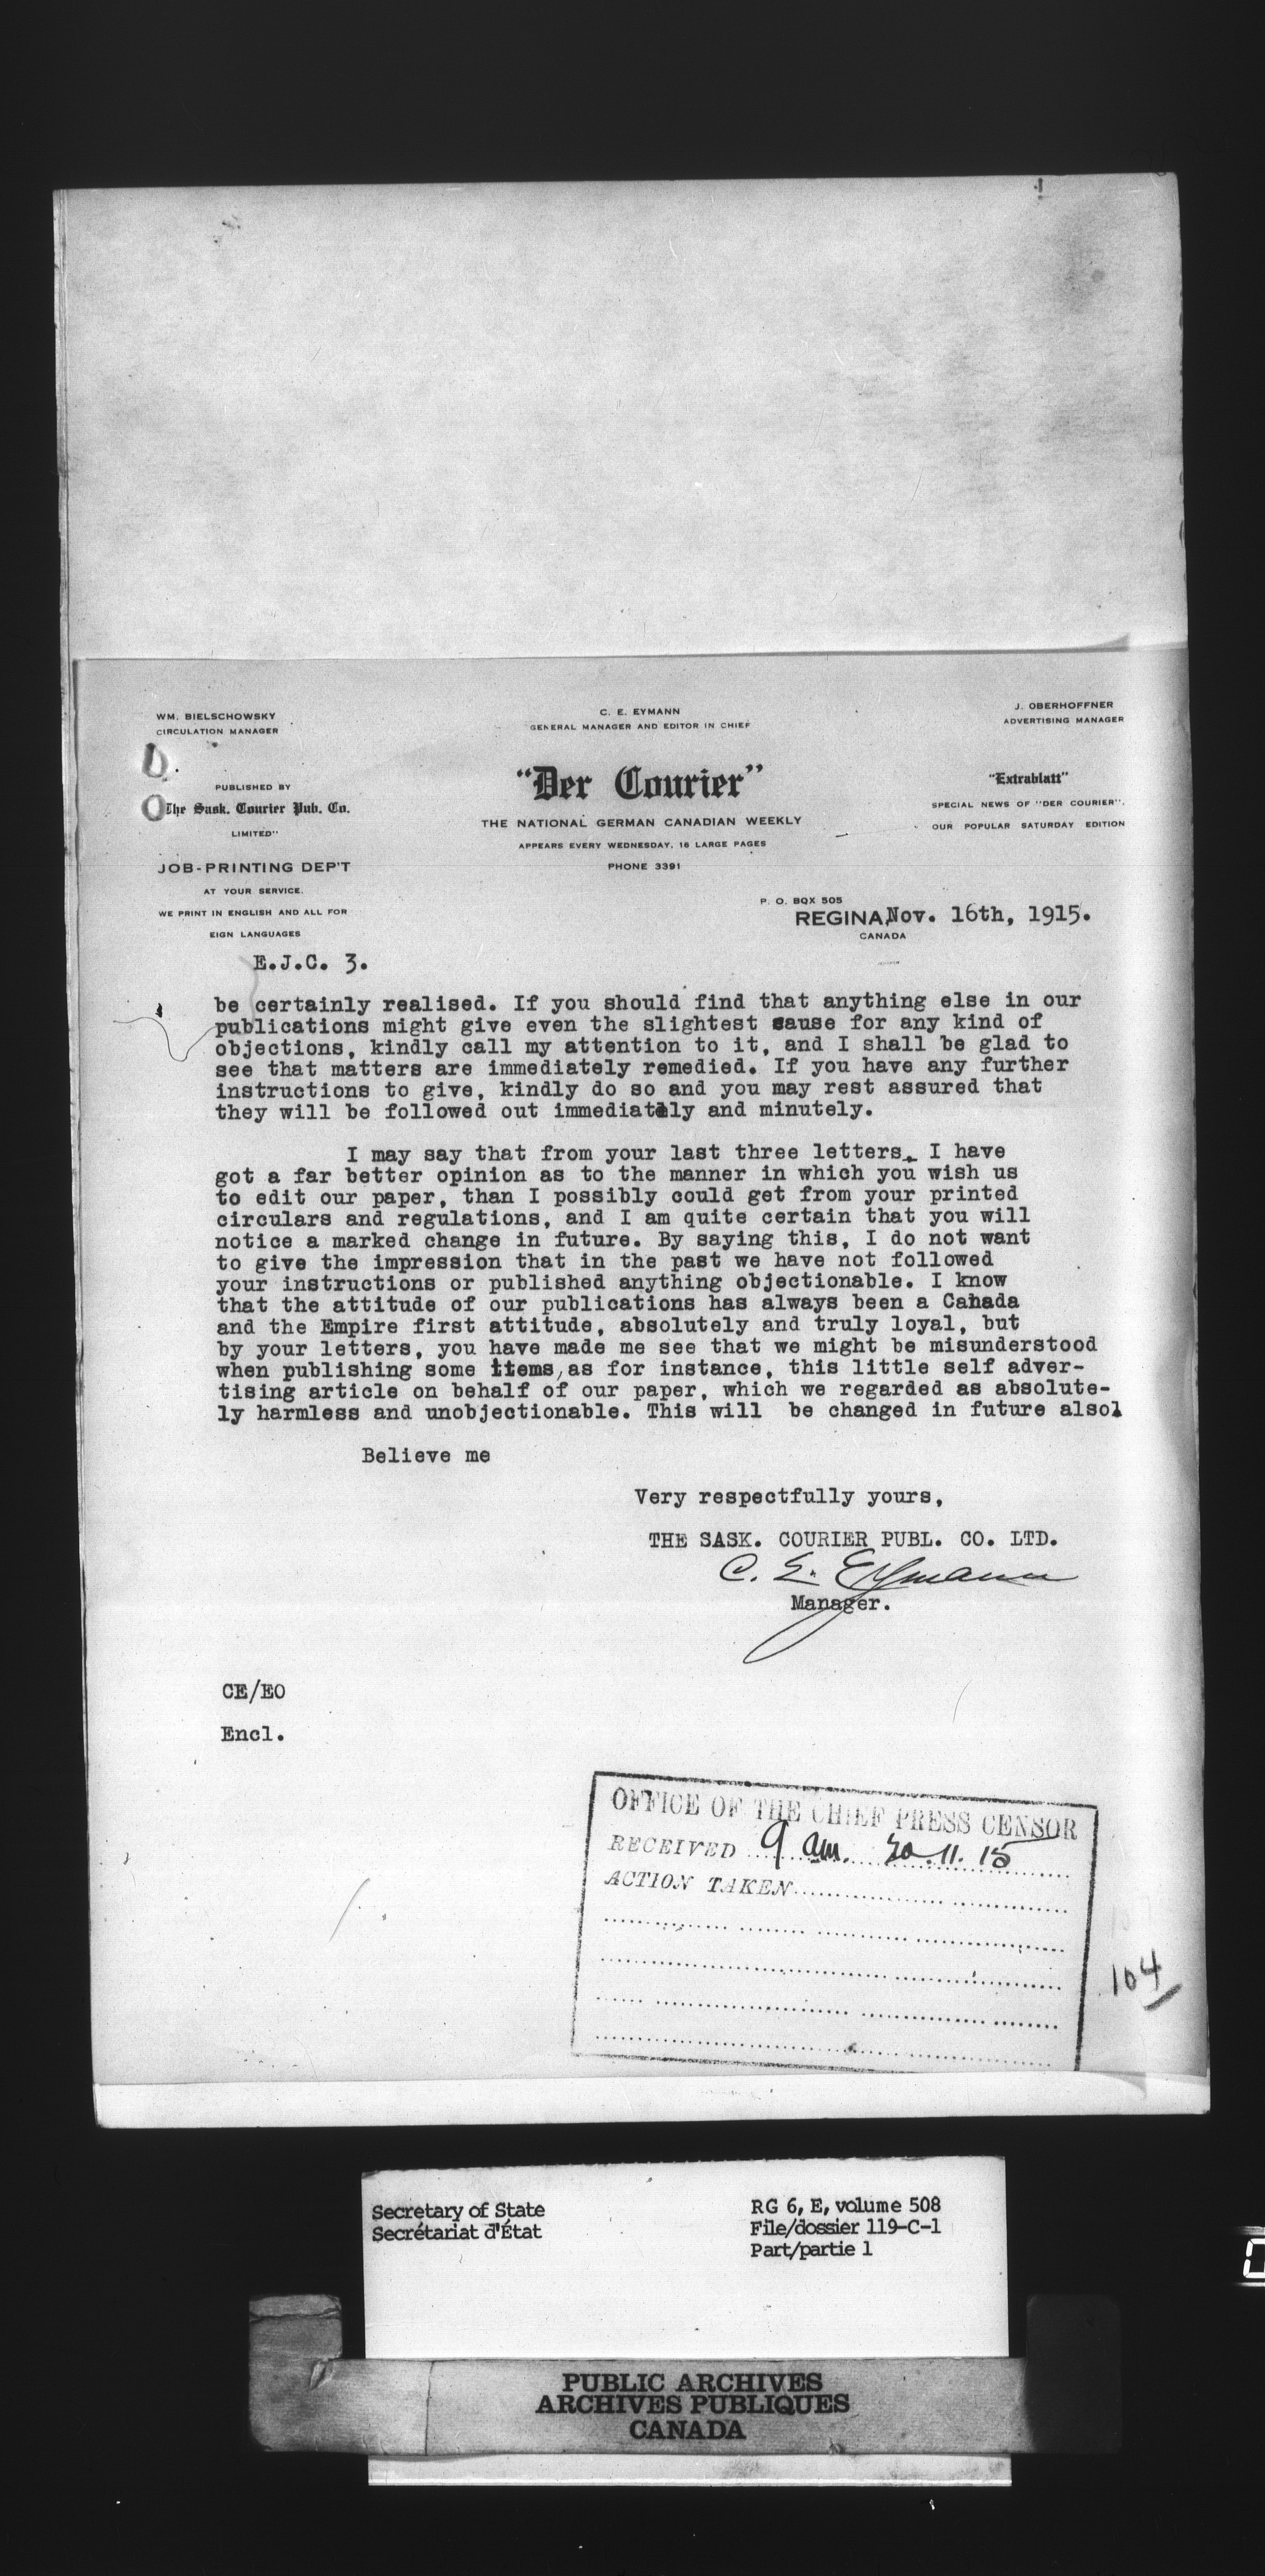 WM. BIELSCHOWSKY
CIRCULATION MANAGER
C. E. EYMANN
GENERAL MANAGER AND EDITOR IN CHIEF
J. OBERHOFFNER
ADVERTISING MANAGER
PUBLISHED BY
The Sask. Courier Pub. Co.
LIMITED"
JOB-PRINTING DEP'T
AT YOUR SERVICE.
WE PRINT IN ENGLISH AND ALL FOR
EIGN LANGUAGES
"Der Courier"
THE NATIONAL GERMAN CANADIAN WEEKLY
APPEARS EVERY WEDNESDAY, 16 LARGE PAGES
PHONE 3391
"Extrablatt"
SPECIAL NEWS OF "DER COURIER".
OUR POPULAR SATURDAY EDITION
P. O. BOX 505
REGINA, Nov. 16th, 1915.
CANADA
E.J.C. 3.
be certainly realised. If you should find that anything else in our
publications might give even the slightest cause for any kind of
objections, kindly call my attention to it, and I shall be glad to
see that matters are immediately remedied. If you have any further
instructions to give, kindly do so and you may rest assured that
they will be followed out immediately and minutely.
I may say that from your last three letters. I have
got a far better opinion as to the manner in which you wish us
to edit our paper, than I possibly could get from your printed
circulars and regulations, and I am quite certain that you will
notice a marked change in future. By saying this, I do not want
to give the impression that in the past we have not followed
your instructions or published anything objectionable. I know
that the attitude of our publications has always been a Canada
and the Empire first attitude, absolutely and truly loyal, but
by your letters, you have made me see that we might be misunderstood
when publishing some items, as for instance, this little self adver-
tising article on behalf of our paper, which we regarded as absolute-
ly harmless and unobjectionable. This will be changed in future also.
Believe me
Very respectfully yours,
THE SASK. COURIER PUBL. CO. LTD.
C. E. Eymann
Manager.
CE/EO
Encl.
OFFICE OF THE CHIEF PRESS CENSOR
RECEIVED 9 am. 20.11.15
ACTION TAKEN
104
Secretary of State
Secrétariat d'État
RG 6, E, volume 508
File/dossier 119-C-1
Part/partie 1
PUBLIC ARCHIVES
ARCHIVES PUBLIQUES
CANADA